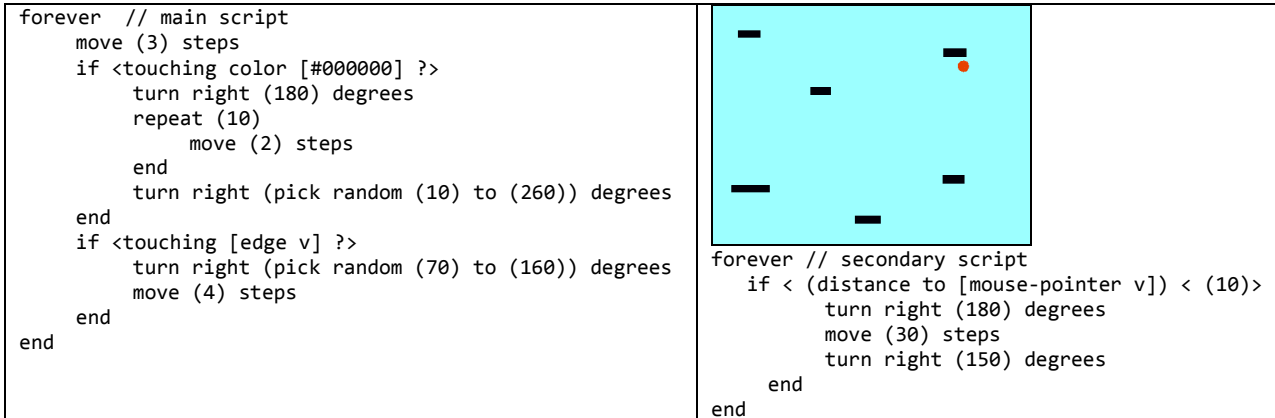 forever  // main script
     move (3) steps
     if <touching color [#000000] ?>
          turn right (180) degrees
          repeat (10)
               move (2) steps
          end
          turn right (pick random (10) to (260)) degrees
     end
     if <touching [edge v] ?>
          turn right (pick random (70) to (160)) degrees
          move (4) steps
     end
end
forever // secondary script
   if < (distance to [mouse-pointer v]) < (10)>
          turn right (180) degrees
          move (30) steps
          turn right (150) degrees
     end
end